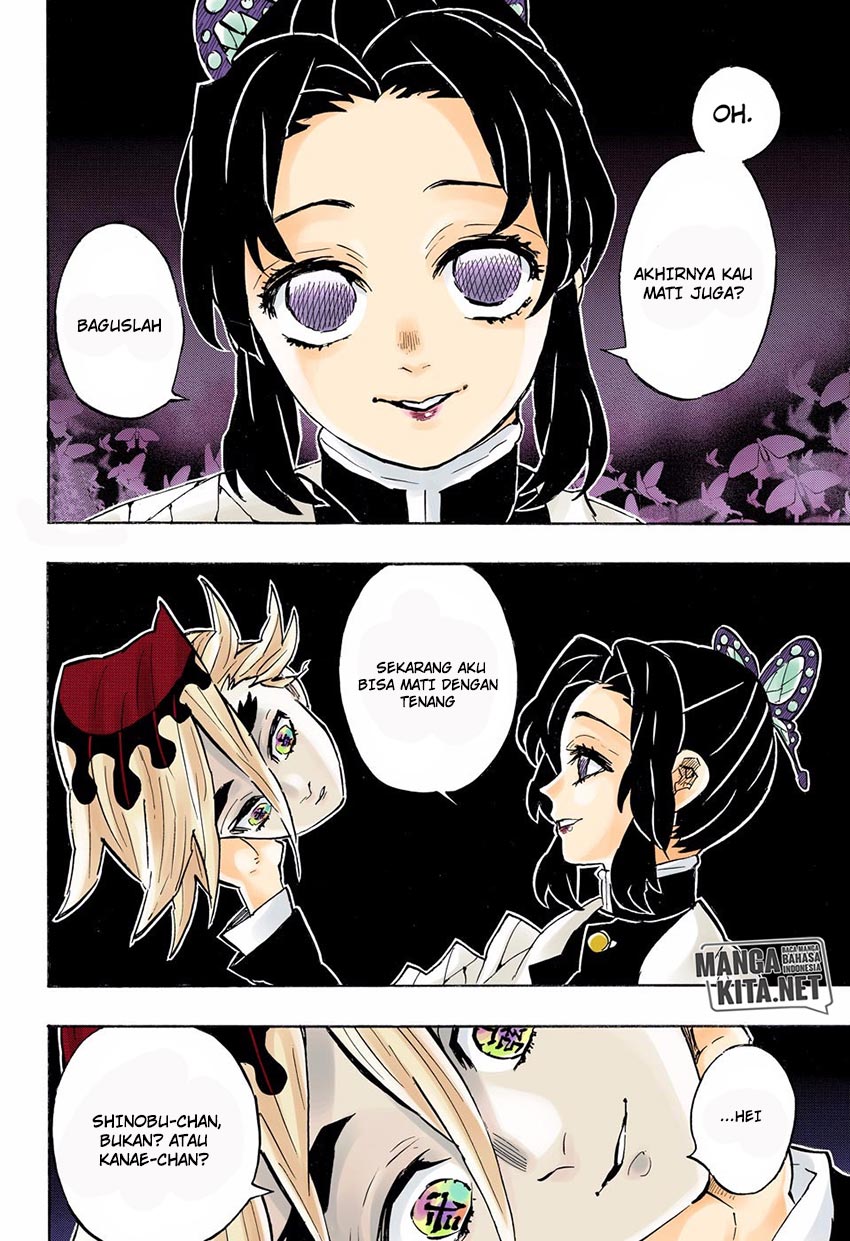 OH.
AKHIRNYA KAU
MATI JUGA?
BAGUSLAH
SEKARANG AKU
BISA MATI DENGAN
TENANG
MANGA
KITA.NET
BACA MANGA
BAHASA
INDONESIA
...HEI
SHINOBU-CHAN,
BUKAN? ATAU
KANAE-CHAN?